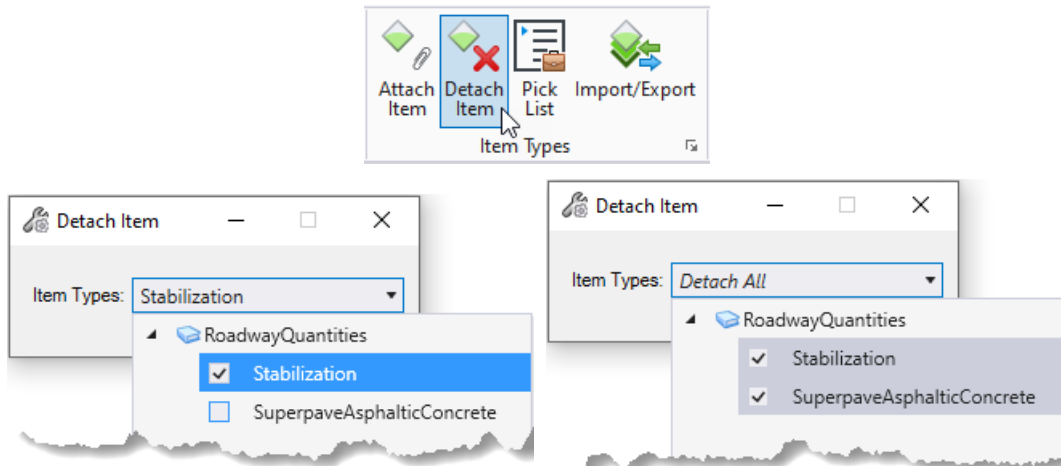 Attach Detach Pick Import/Export
Item Item List
Item Types
Detach Item
Item Types: Stabilization
RoadwayQuantities
Stabilization
SuperpaveAsphalticConcrete
Detach Item
Item Types: Detach All
RoadwayQuantities
Stabilization
SuperpaveAsphalticConcrete